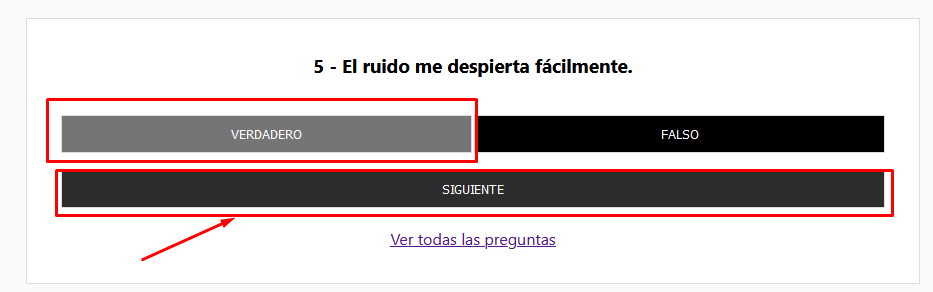 5 - El ruido me despierta fácilmente.
VERDADERO
FALSO
SIGUIENTE
Ver todas las preguntas